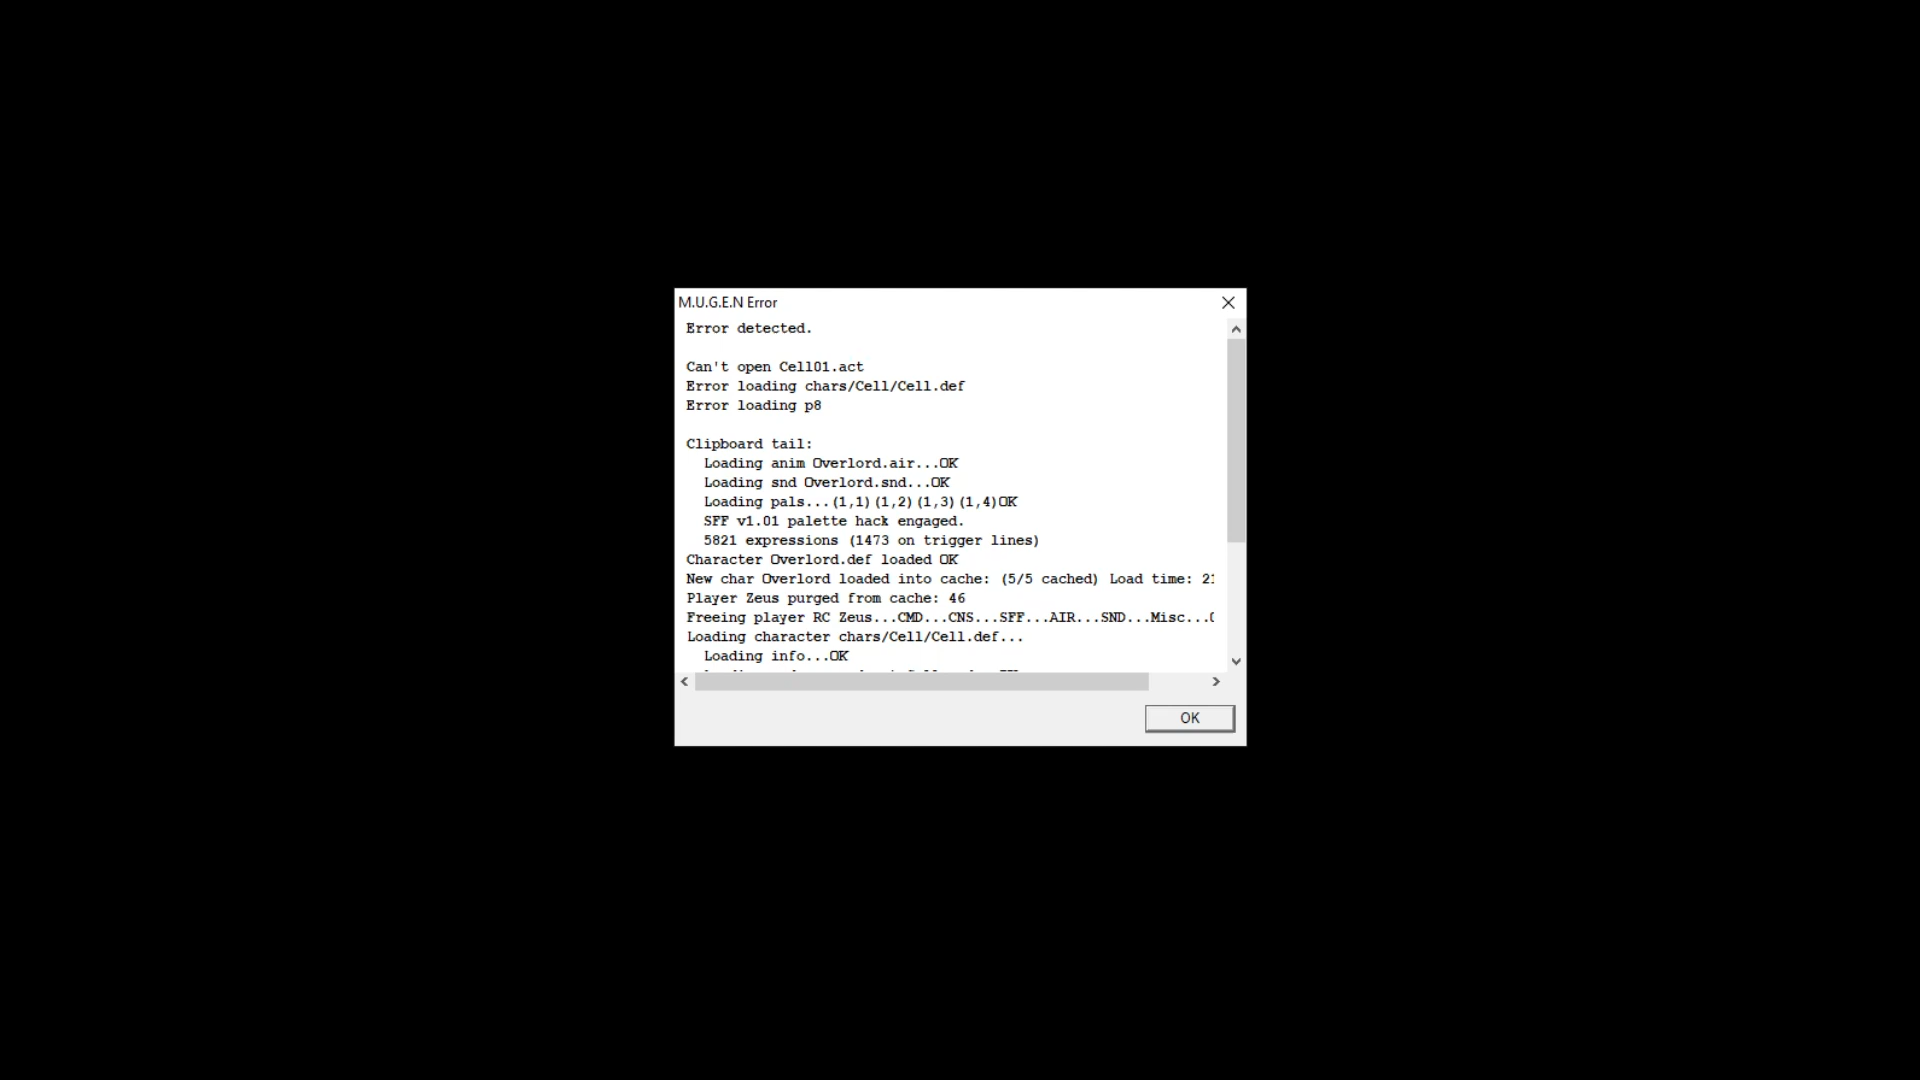 M.U.G.E.N Error
Error detected.
Can't open Cell01.act
Error loading chars/Cell/Cell.def
Error loading p8
Clipboard tail:
Loading anim Overlord.air...OK
Loading snd Overlord.snd...OK
Loading pals...(1,1)(1,2)(1,3)(1,4)OK
SFF v1.01 palette hack engaged.
5821 expressions (1473 on trigger lines)
Character Overlord.def loaded OK
New char Overlord loaded into cache: (5/5 cached) Load time: 21
Player Zeus purged from cache: 46
Freeing player RC Zeus...CMD...CNS...SFF...AIR...SND...Misc...
Loading character chars/Cell/Cell.def...
Loading info...OK
OK